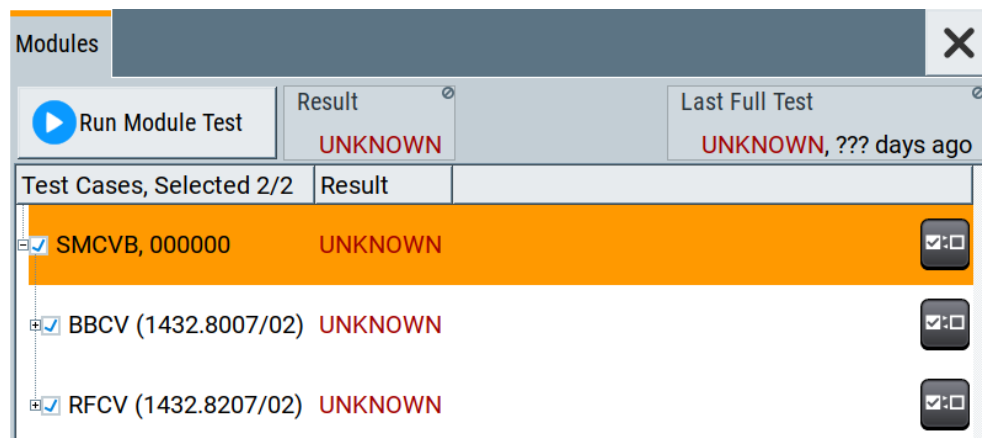 Modules
Run Module Test
Result
UNKNOWN
Last Full Test
UNKNOWN, ??? days ago
Test Cases, Selected 2/2 Result
SMCVB, 000000 UNKNOWN
BBCV (1432.8007/02) UNKNOWN
RFCV (1432.8207/02) UNKNOWN